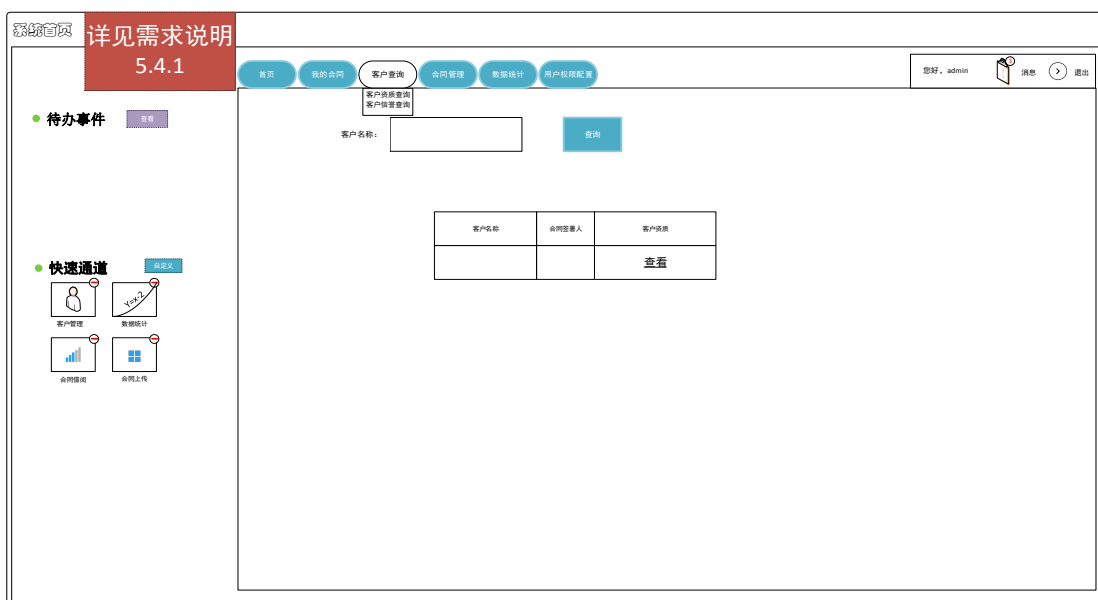 系统首页
详见需求说明
5.4.1
首页
我的合同
客户查询
合同管理
数据统计
用户权限配置
您好，admin
3
消息
退出
客户资质查询
客户信誉查询
待办事件
查看
客户名称：
查询
客户名称
合同签署人
客户资质
查看
快速通道
自定义
Y=x-2
客户管理
数据统计
合同借阅
合同上传